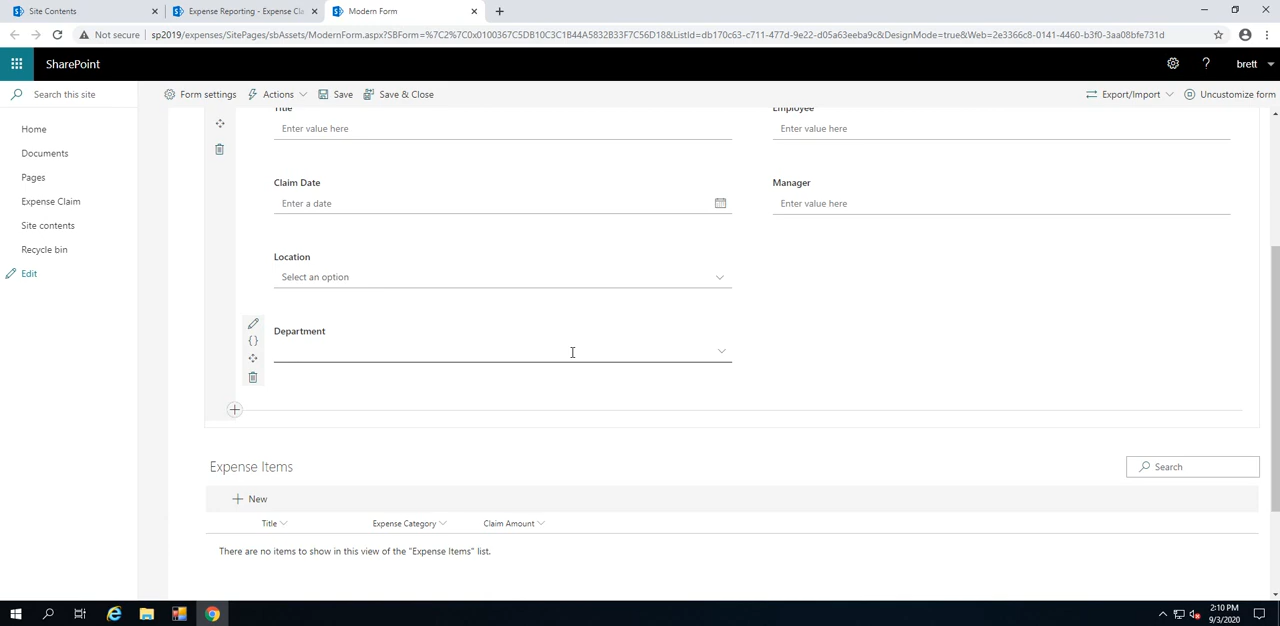 Site Contents
Expense Reporting - Expense Cla
Modern Form
Not secure
sp2019/expenses/SitePages/sbAssets/ModernForm.aspx?SBForm=%7C2%7C0x0100367C5DB10C3C1B44A5832B33F7C56D18&ListId=db170c63-c711-477d-9e22-d05a63eeba9c&DesignMode=true&Web=2e3366c8-0141-4460-b3f0-3aa08bfe731d
SharePoint
brett
Search this site
Form settings
Actions
Save
Save & Close
Export/Import
Uncustomize form
Home
Documents
Pages
Expense Claim
Site contents
Recycle bin
Edit
Title
Employee
Enter value here
Enter value here
Claim Date
Manager
Enter a date
Enter value here
Location
Select an option
Department
Expense Items
Search
New
Title
Expense Category
Claim Amount
There are no items to show in this view of the "Expense Items" list.
2:10 PM
9/3/2020